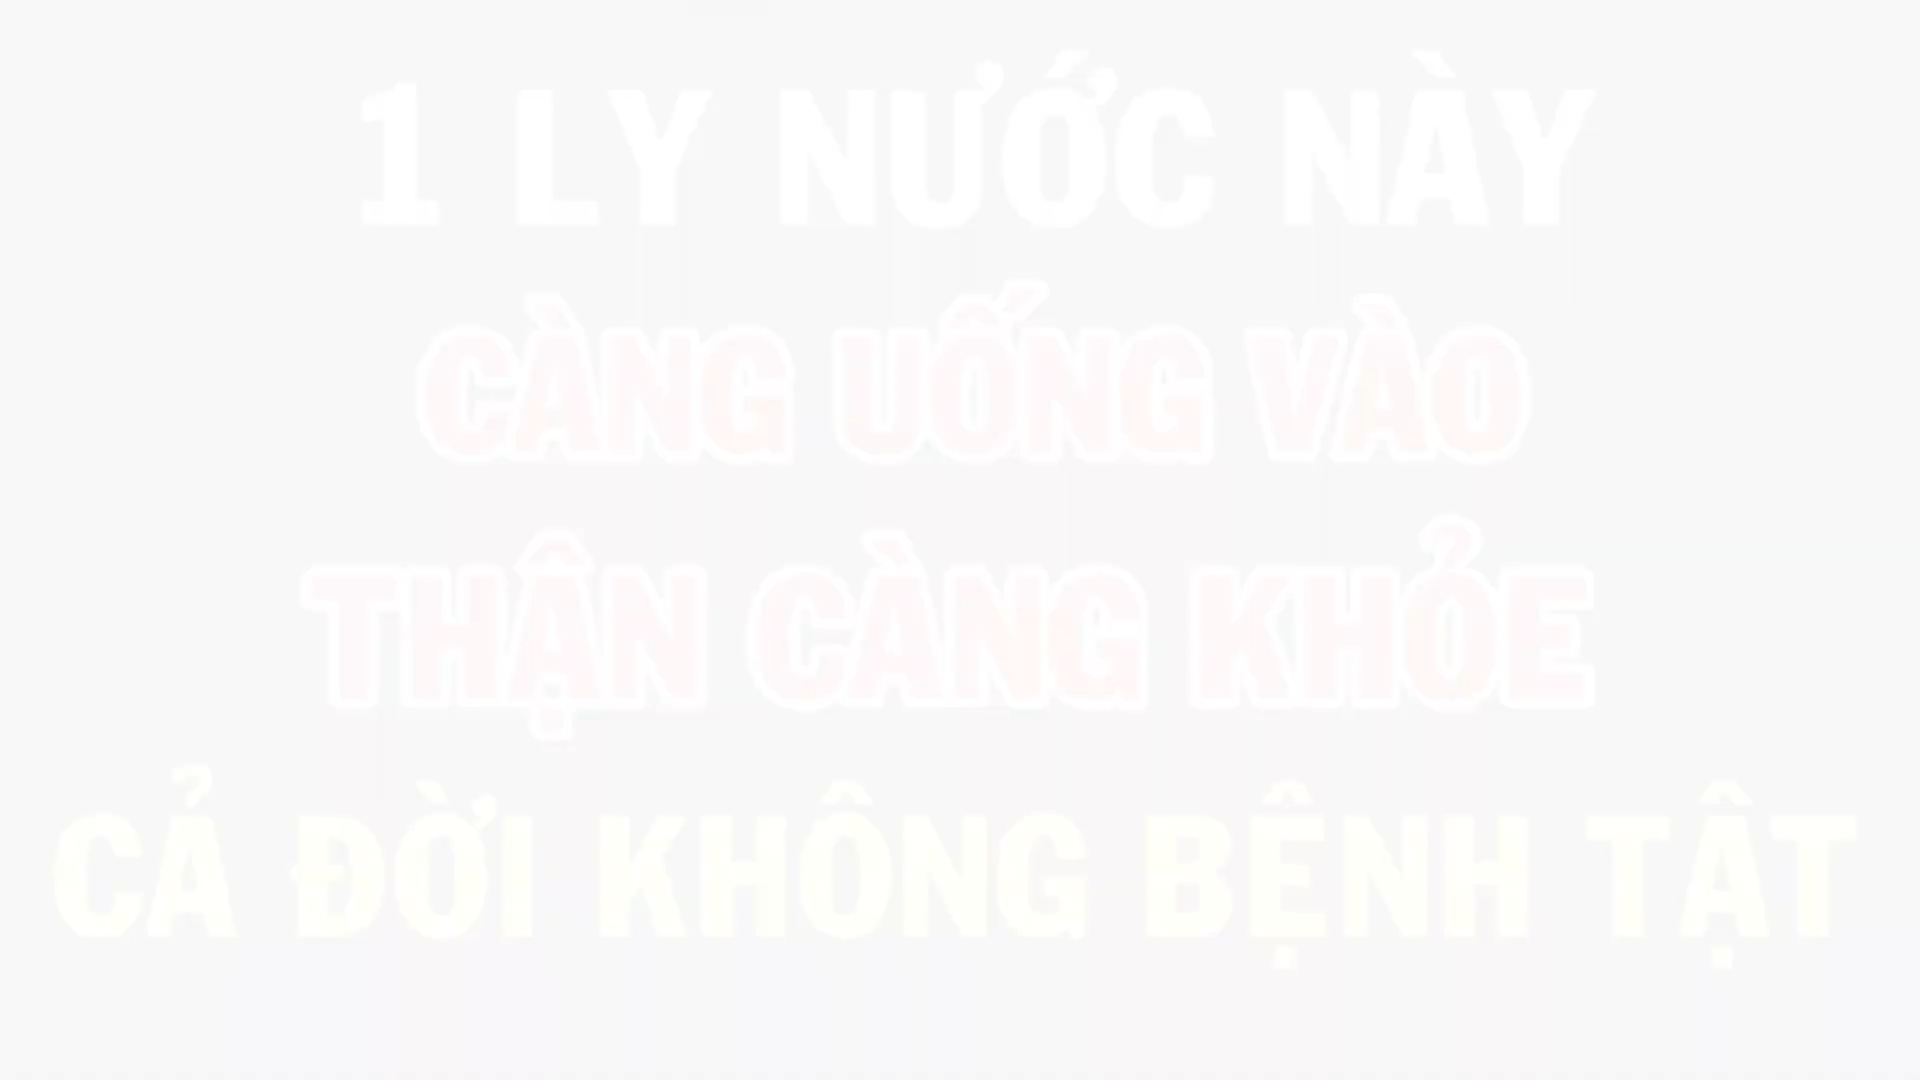 1 LY NƯỚC NÀY
CÀNG UỐNG VÀO
THẬN CÀNG KHỎE
CẢ ĐỜI KHÔNG BỆNH TẬT